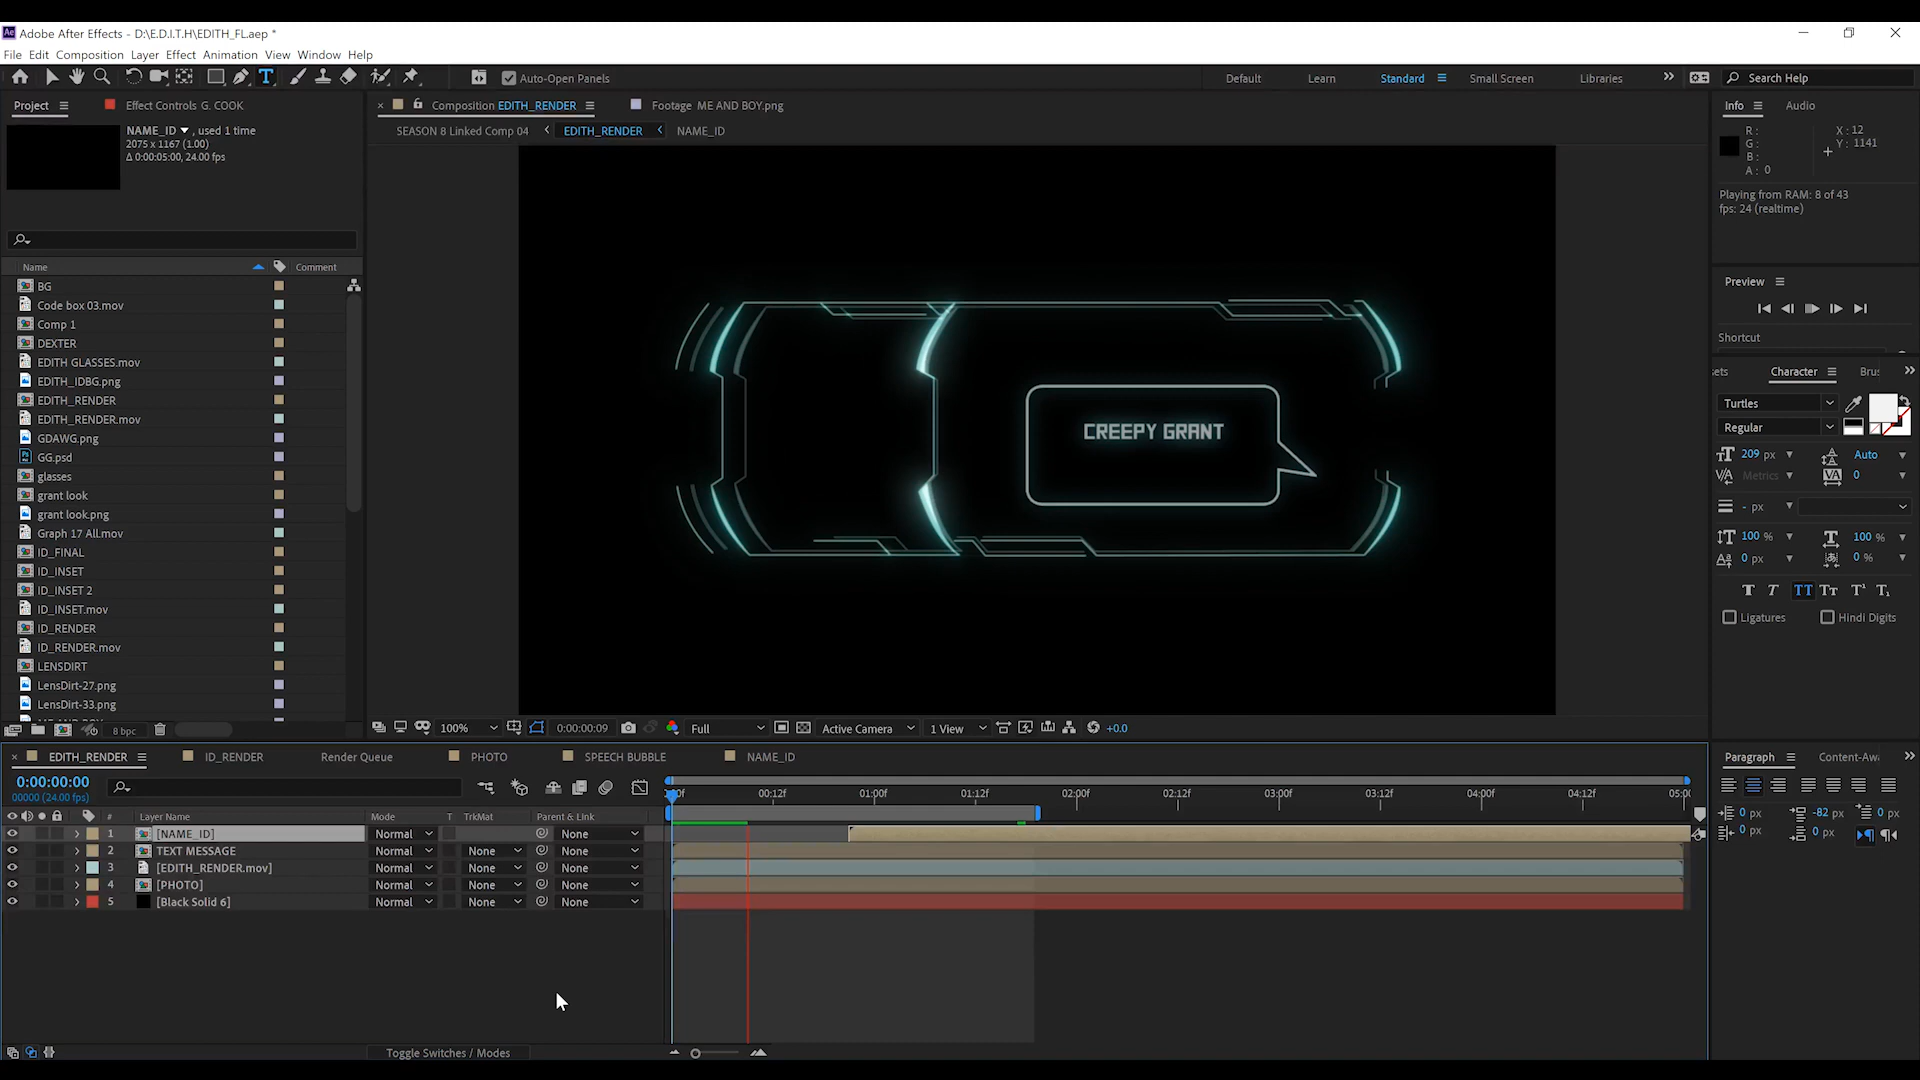 Adobe After Effects - D:\E.D.I.T.H\EDITH_FL.aep *
File Edit Composition Layer Effect Animation View Window Help
Auto-Open Panels
Default Learn Standard Small Screen Libraries
Search Help
Project
Effect Controls G. COOK
NAME_ID ▼, used 1 time
2075 x 1167 (1.00)
Δ 0:00:05:00, 24.00 fps
Name Comment
BG
Code box 03.mov
Comp 1
DEXTER
EDITH GLASSES.mov
EDITH_IDBG.png
EDITH_RENDER
EDITH_RENDER.mov
GDAWG.png
GG.psd
glasses
grant look
grant look.png
Graph 17 All.mov
ID_FINAL
ID_INSET
ID_INSET 2
ID_INSET.mov
ID_RENDER
ID_RENDER.mov
LENSDIRT
LensDirt-27.png
LensDirt-33.png
8 bpc
Composition EDITH_RENDER
Footage ME AND BOY.png
SEASON 8 Linked Comp 04
EDITH_RENDER
NAME_ID
CREEPY GRANT
100%
0:00:00:09
Full
Active Camera
1 View
+0.0
Info Audio
R:
G:
B:
A: 0
X: 12
Y: 1141
Playing from RAM: 8 of 43
fps: 24 (realtime)
Preview
Shortcut
sets Character Brus
Turtles
Regular
209 px
Auto
Metrics
0
- px
100 %
100 %
0 px
0 %
Ligatures
Hindi Digits
EDITH_RENDER
ID_RENDER
Render Queue
PHOTO
SPEECH BUBBLE
NAME_ID
0:00:00:00
00000 (24.00 fps)
:00f 00:12f 01:00f 01:12f 02:00f 02:12f 03:00f 03:12f 04:00f 04:12f 05:00
# Layer Name Mode T TrkMat Parent & Link
1 [NAME_ID] Normal None
2 TEXT MESSAGE Normal None None
3 [EDITH_RENDER.mov] Normal None None
4 [PHOTO] Normal None None
5 [Black Solid 6] Normal None None
Toggle Switches / Modes
Paragraph
Content-Aw
0 px
-82 px
0 px
0 px
0 px